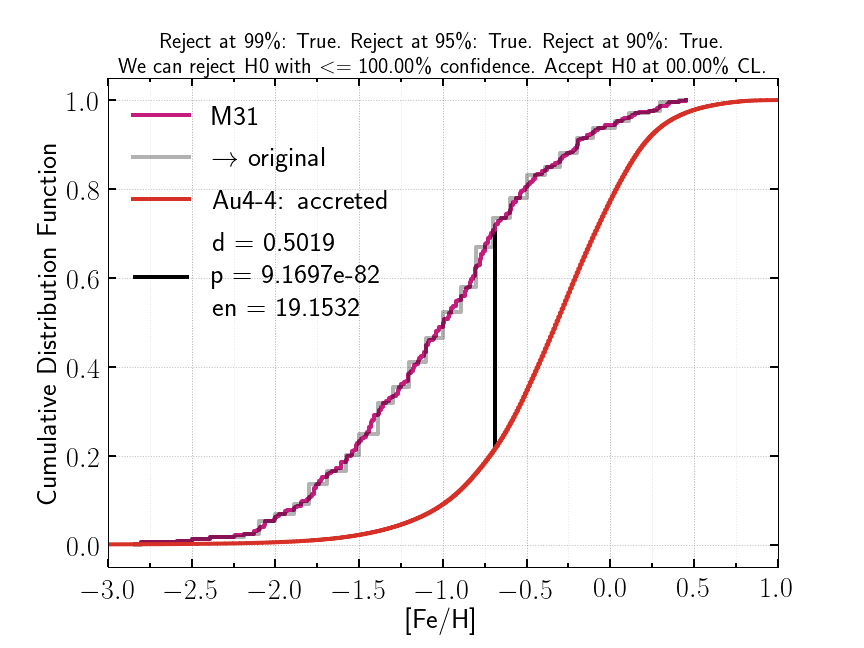 Reject at 99%: True. Reject at 95%: True. Reject at 90%: True.
We can reject H0 with <= 100.00% confidence. Accept H0 at 00.00% CL.
M31
→ original
Au4-4: accreted
d = 0.5019
p = 9.1697e-82
en = 19.1532
Cumulative Distribution Function
1.0
0.8
0.6
0.4
0.2
0.0
−3.0 −2.5 −2.0 −1.5 −1.0 −0.5 0.0 0.5 1.0
[Fe/H]